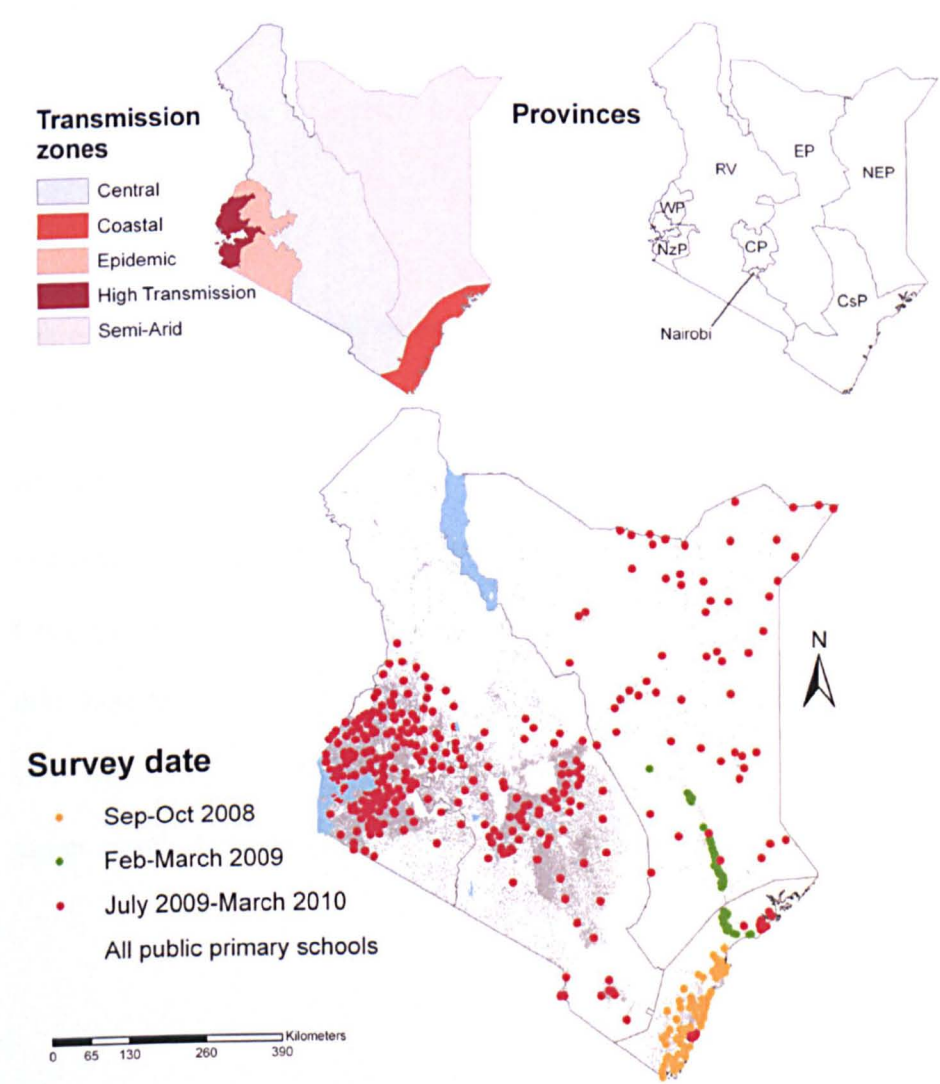 Transmission
zones
Central
Coastal
Epidemic
High Transmission
Semi-Arid
Provinces
RV
EP
NEP
WP
NzP
CP
CsP
Nairobi
N
Survey date
Sep-Oct 2008
Feb-March 2009
July 2009-March 2010
All public primary schools
Kilometers
0 65 130 260 390